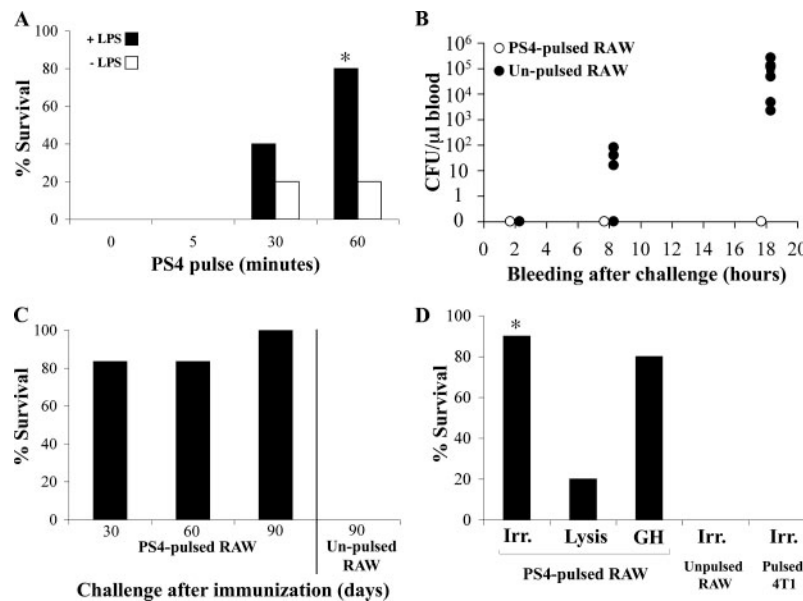 A
+ LPS
- LPS
*
100
80
60
40
20
0
% Survival
0 5 30 60
PS4 pulse (minutes)
B
PS4-pulsed RAW
Un-pulsed RAW
10⁶
10⁵
10⁴
10³
10²
10
1
0
CFU/µl blood
0 2 4 6 8 10 12 14 16 18 20
Bleeding after challenge (hours)
C
100
80
60
40
20
0
% Survival
30 60 90 90
PS4-pulsed RAW
Un-pulsed
RAW
Challenge after immunization (days)
D
*
100
80
60
40
20
0
% Survival
Irr. Lysis GH Irr. Irr.
PS4-pulsed RAW
Unpulsed
RAW
Pulsed
4T1